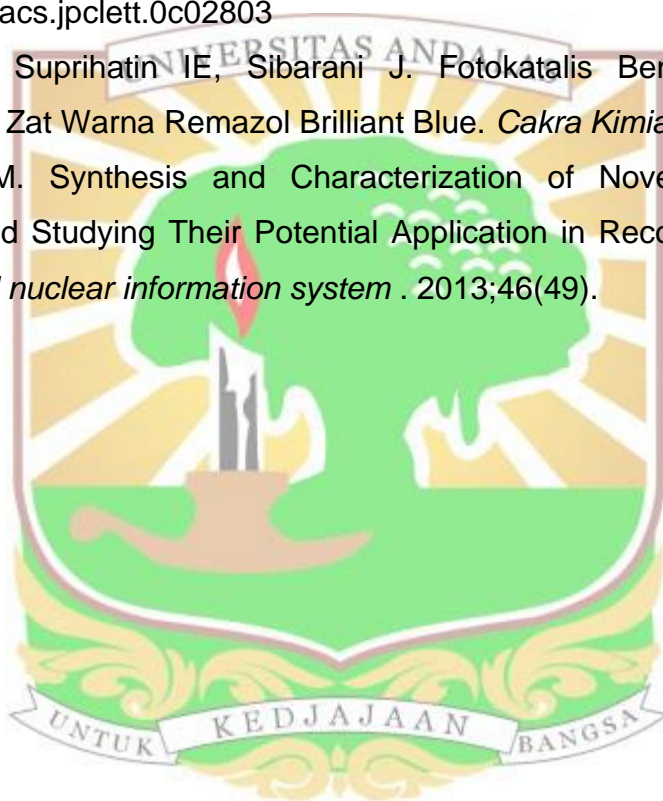 acs.jpclett.0c02803
UNIVERSITAS ANDALAS
Suprihatin IE, Sibarani J. Fotokatalis Ber
Zat Warna Remazol Brilliant Blue. Cakra Kimia
M. Synthesis and Characterization of Nove
d Studying Their Potential Application in Reco
l nuclear information system . 2013;46(49).
UNTUK KEDJAJAAN BANGSA